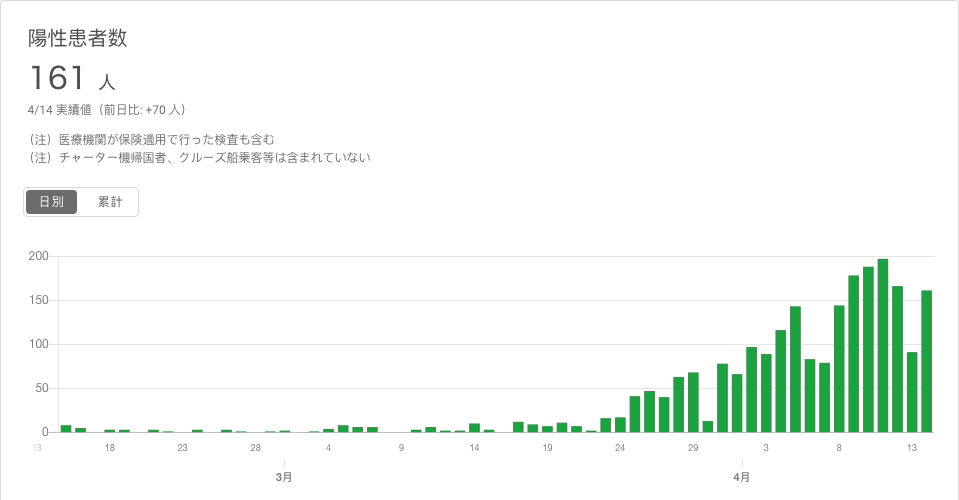 陽性患者数
161 人
4/14 実績値（前日比: +70 人）
（注）医療機関が保険適用で行った検査も含む
（注）チャーター機帰国者、クルーズ船乗客等は含まれていない
日別 累計
200
150
100
50
0
13 18 23 28 4 9 14 19 24 29 3 8 13
3月 4月